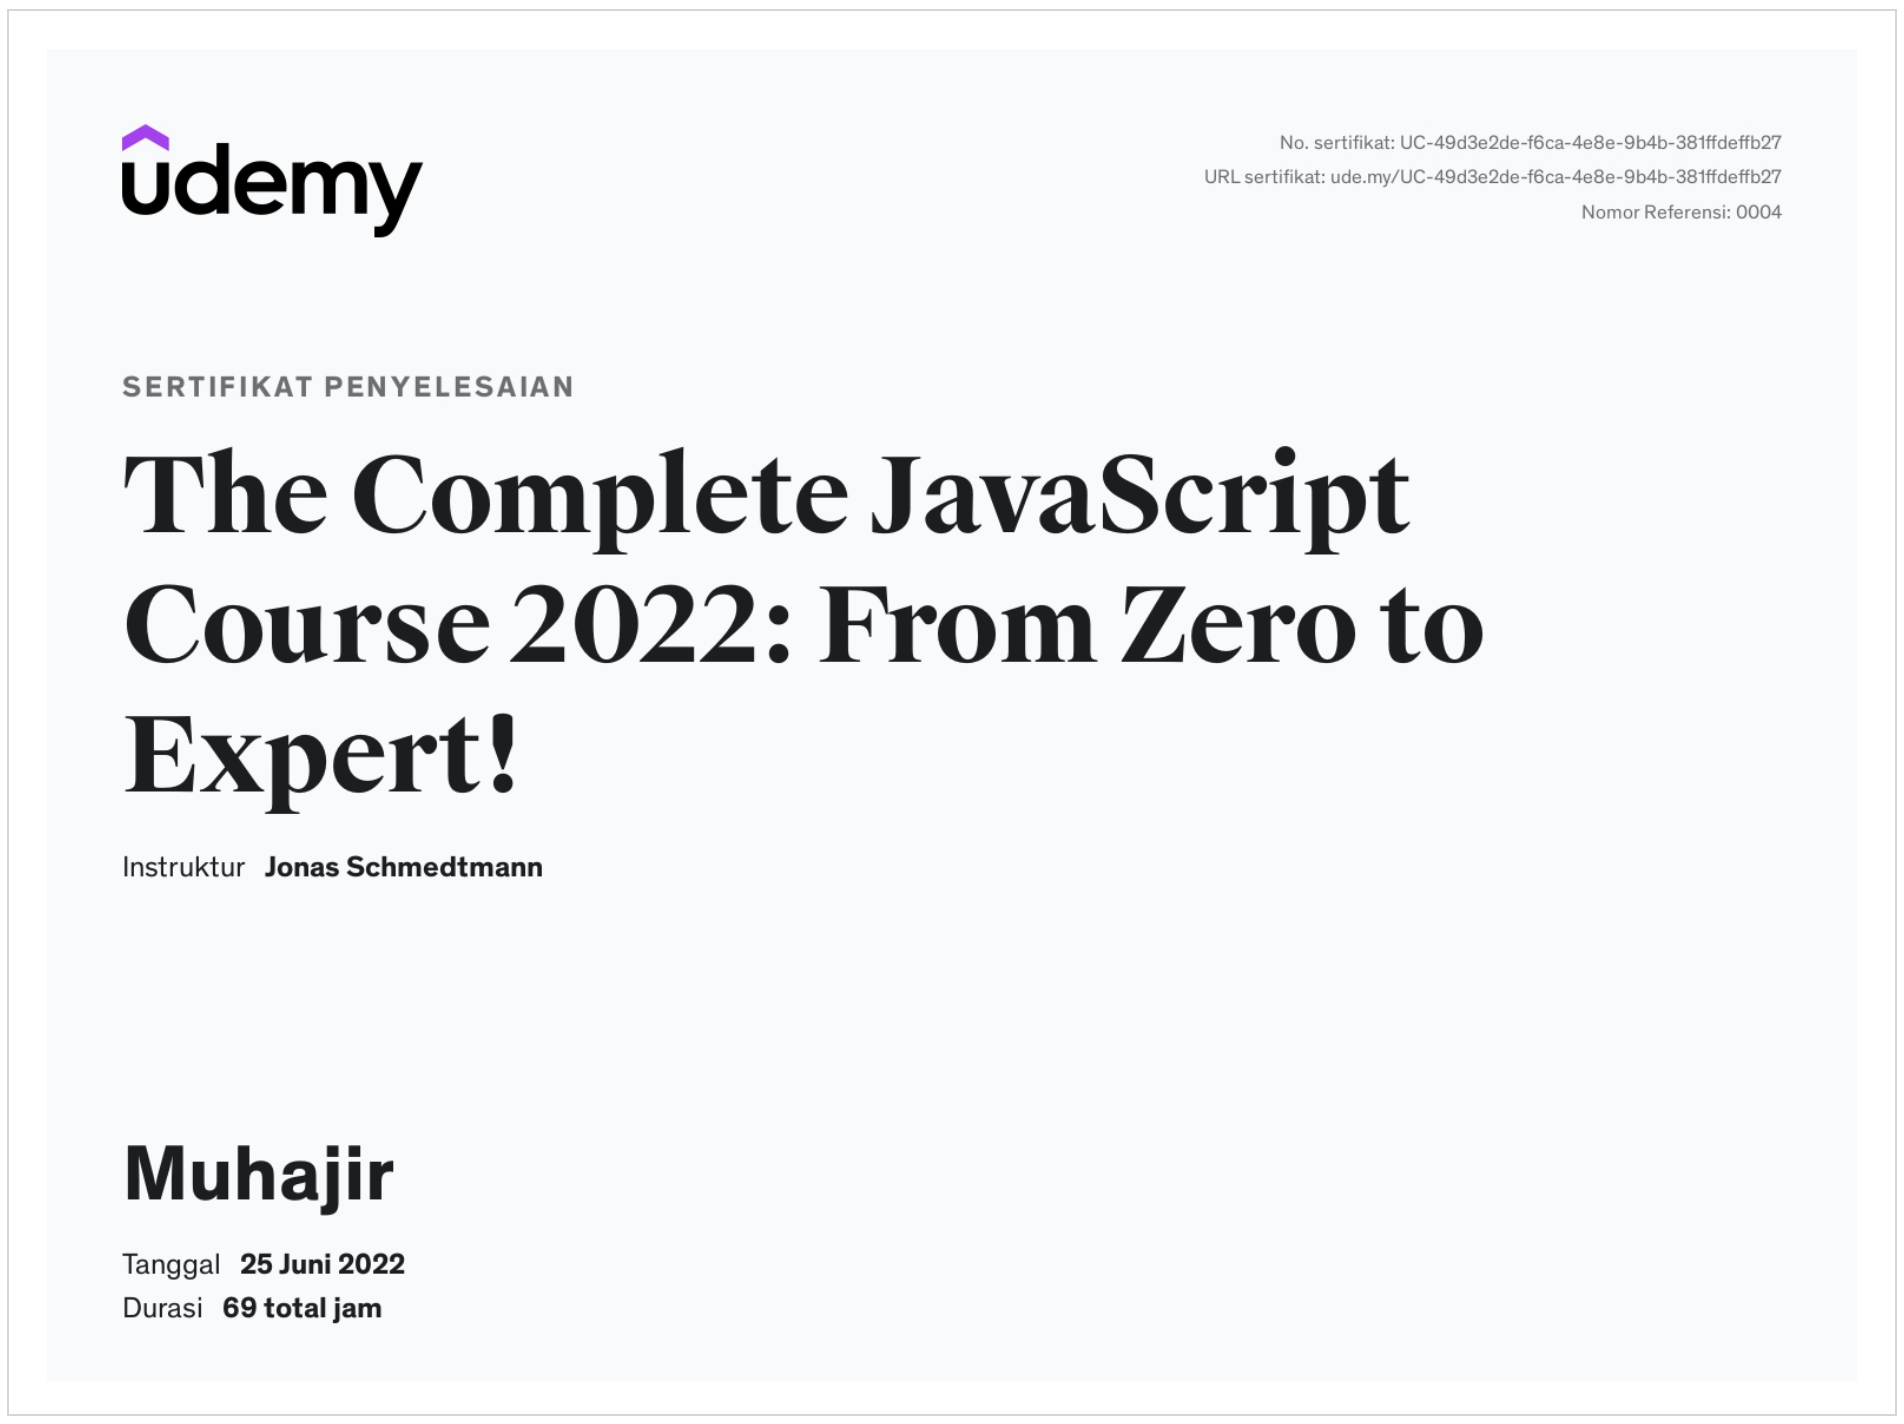 udemy
No. sertifikat: UC-49d3e2de-f6ca-4e8e-9b4b-381ffdeffb27
URL sertifikat: ude.my/UC-49d3e2de-f6ca-4e8e-9b4b-381ffdeffb27
Nomor Referensi: 0004
SERTIFIKAT PENYELESAIAN
The Complete JavaScript
Course 2022: From Zero to
Expert!
Instruktur Jonas Schmedtmann
Muhajir
Tanggal 25 Juni 2022
Durasi 69 total jam